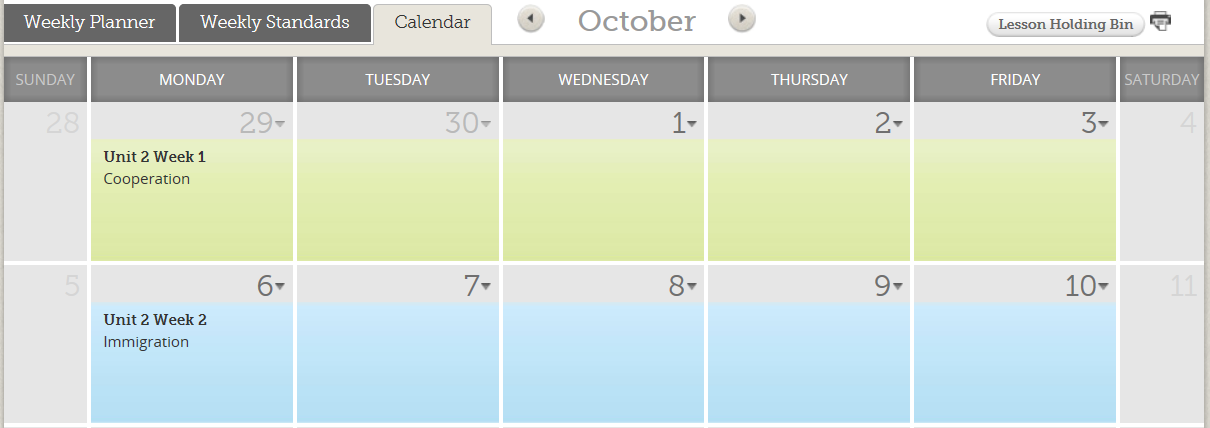 Weekly Planner Weekly Standards Calendar October Lesson Holding Bin
SUNDAY MONDAY TUESDAY WEDNESDAY THURSDAY FRIDAY SATURDAY
28 29 30 1 2 3 4
Unit 2 Week 1
Cooperation
5 6 7 8 9 10 11
Unit 2 Week 2
Immigration